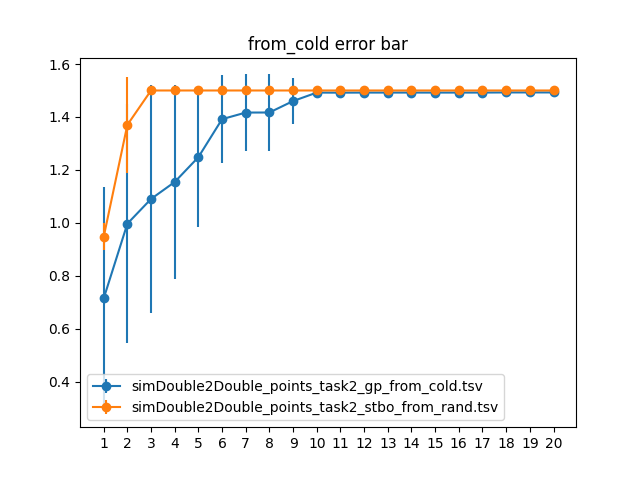 from_cold error bar
1.6
1.4
1.2
1.0
0.8
0.6
0.4
simDouble2Double_points_task2_gp_from_cold.tsv
simDouble2Double_points_task2_stbo_from_rand.tsv
1 2 3 4 5 6 7 8 9 10 11 12 13 14 15 16 17 18 19 20